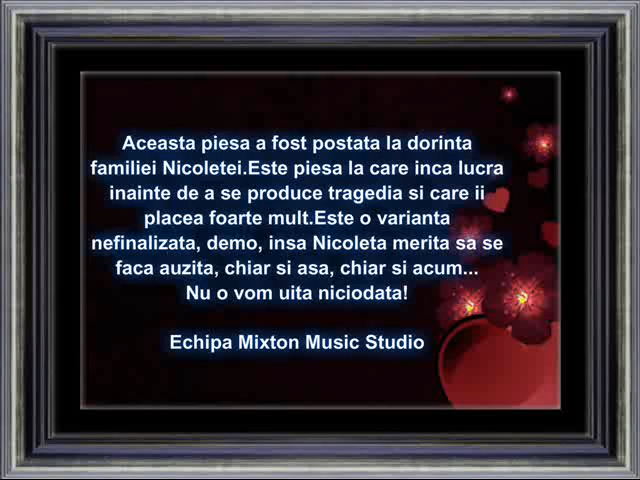 Aceasta piesa a fost postata la dorinta
familiei Nicoletei.Este piesa la care inca lucra
inainte de a se produce tragedia si care ii
placea foarte mult.Este o varianta
nefinalizata, demo, insa Nicoleta merita sa se
faca auzita, chiar si asa, chiar si acum...
Nu o vom uita niciodata!
Echipa Mixton Music Studio